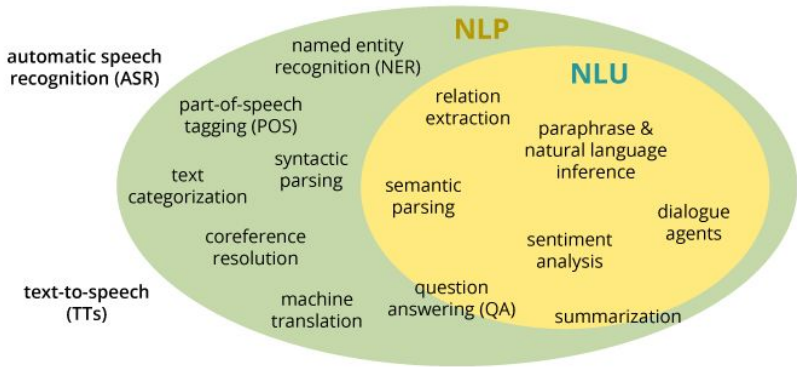 NLP
named entity
recognition (NER)
automatic speech
recognition (ASR)
NLU
relation
extraction
part-of-speech
tagging (POS)
paraphrase &
natural language
inference
syntactic
parsing
text
categorization
semantic
parsing
dialogue
agents
coreference
resolution
sentiment
analysis
text-to-speech
(TTs)
machine
translation
question
answering (QA)
summarization